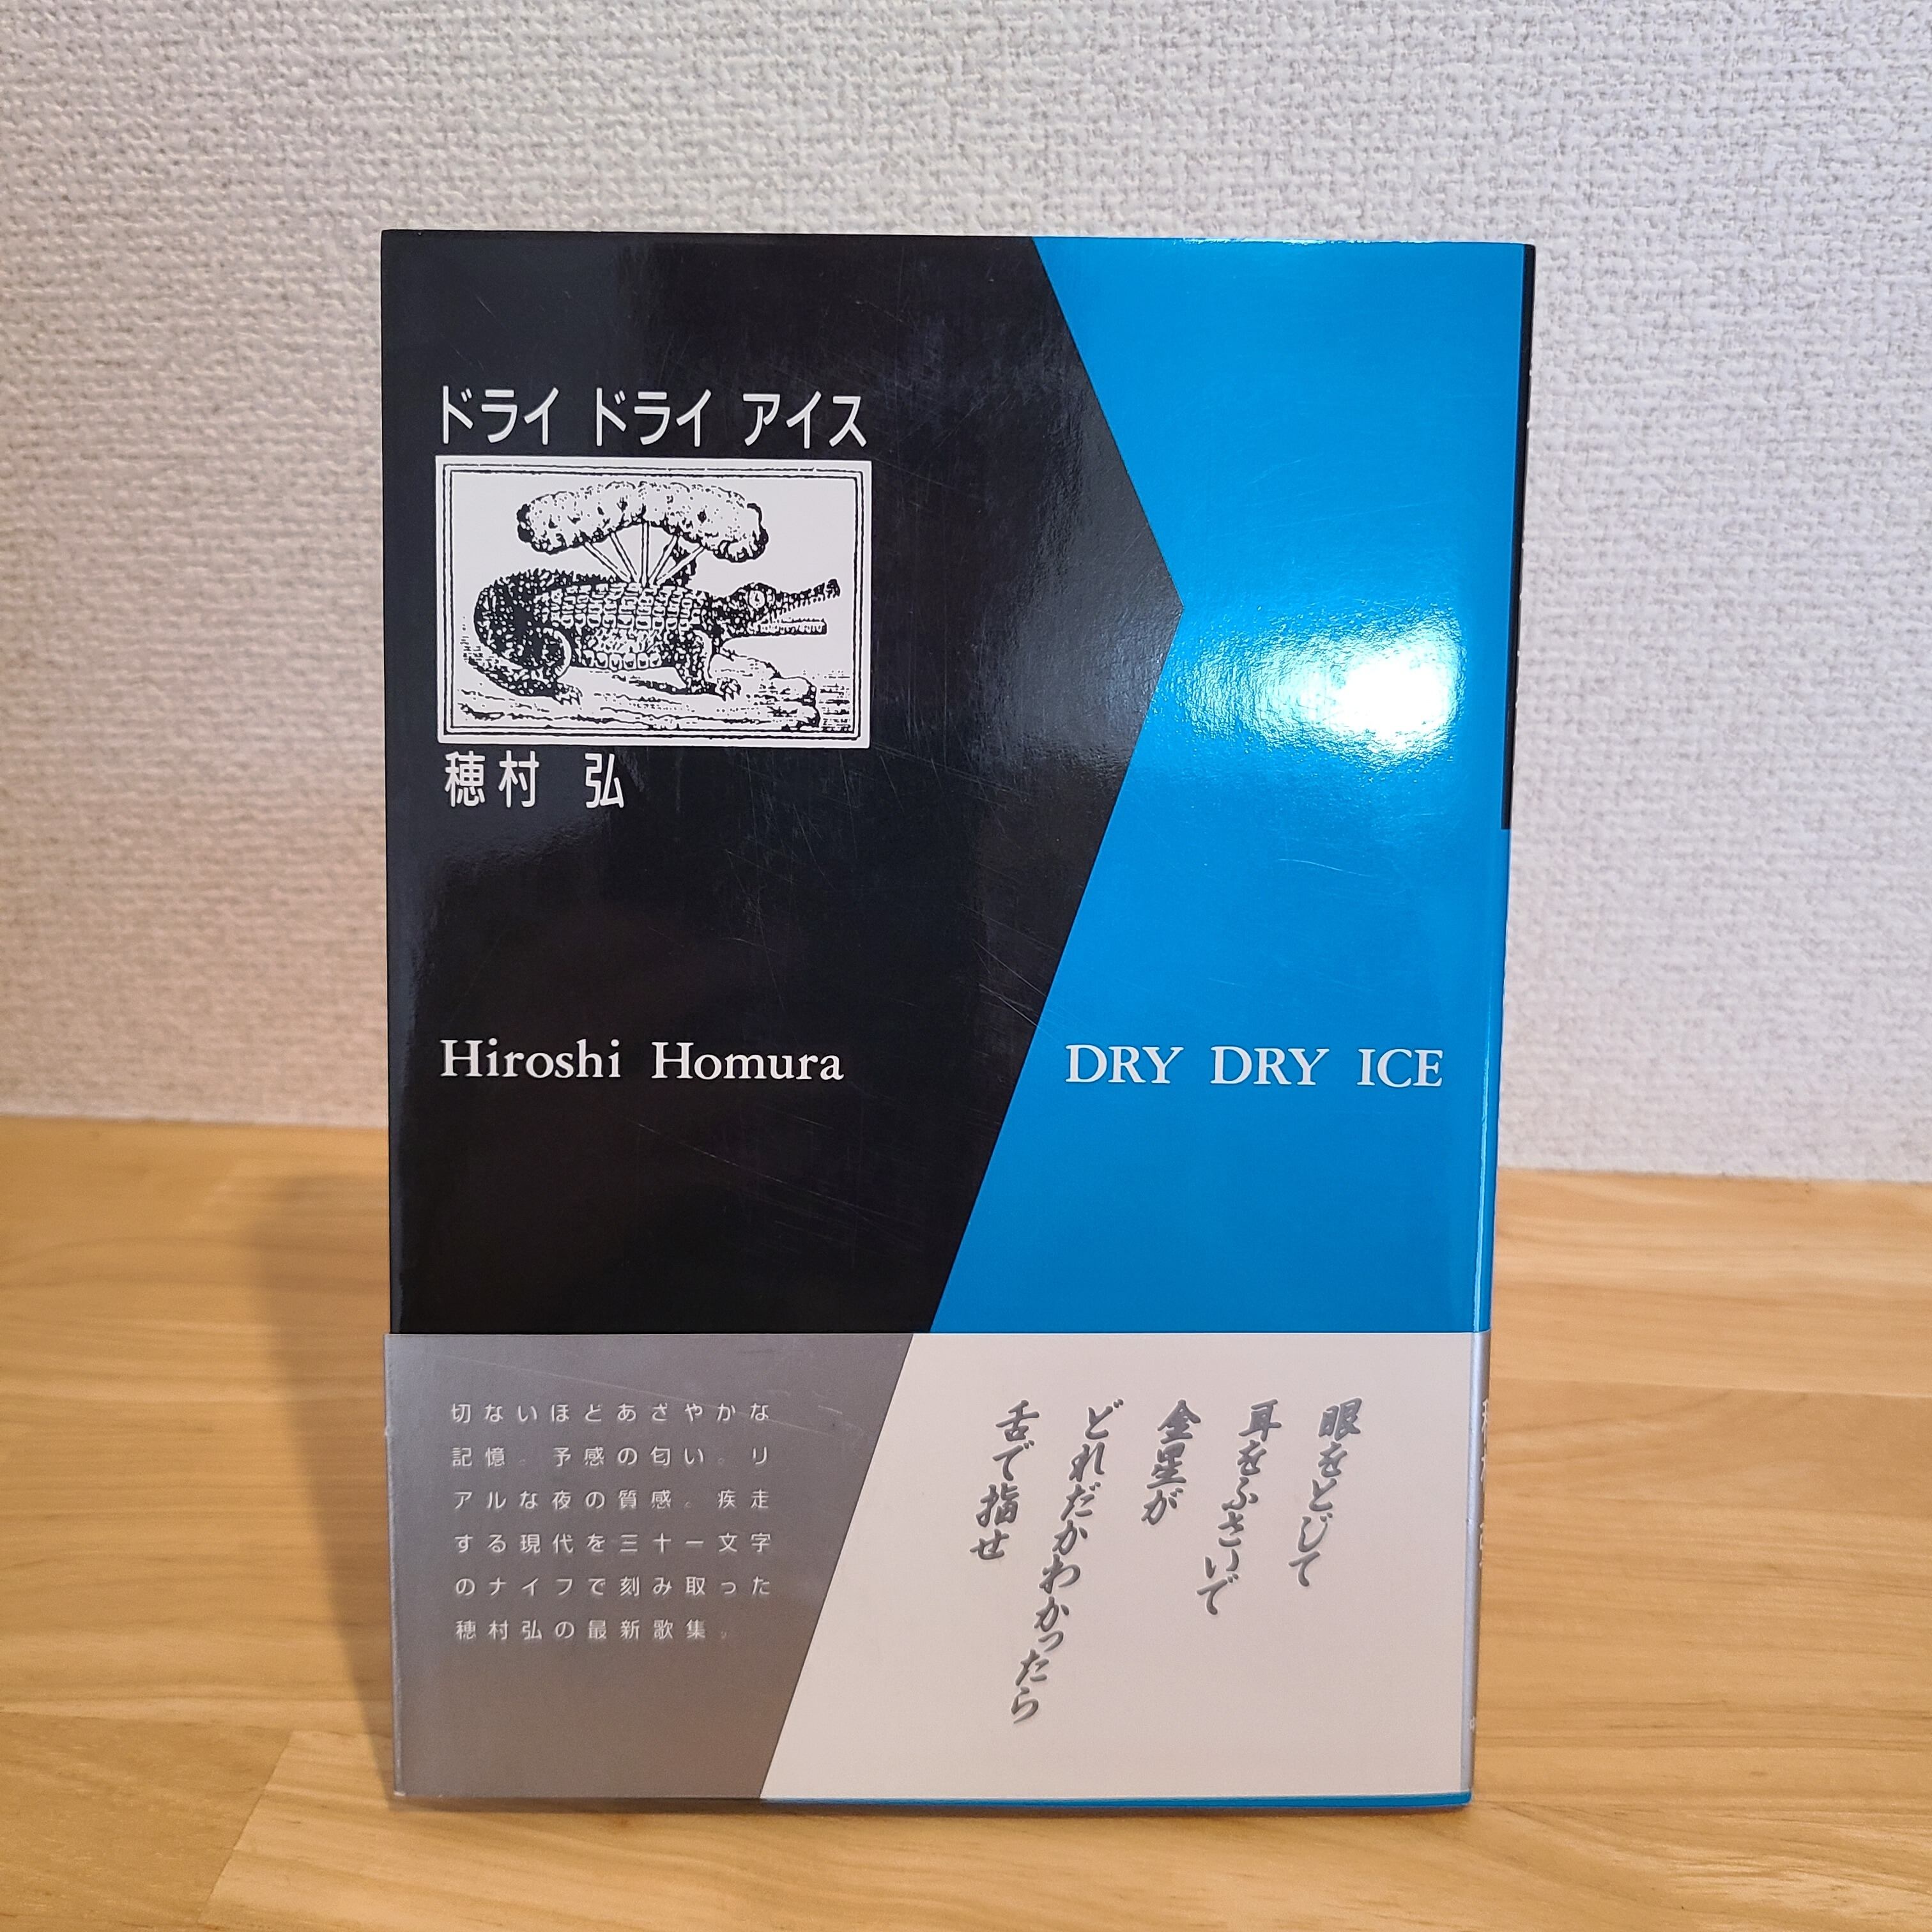 ドライ ドライ アイス
穂村 弘
Hiroshi Homura
DRY DRY ICE
切ないほどあざやかな
記憶。予感の匂い。リ
アルな夜の質感。疾走
する現代を三十一文字
のナイフで刻み取った
穂村弘の最新歌集。
眼をとじて
耳をふさいで
金星が
どれだかわかったら
舌で指せ